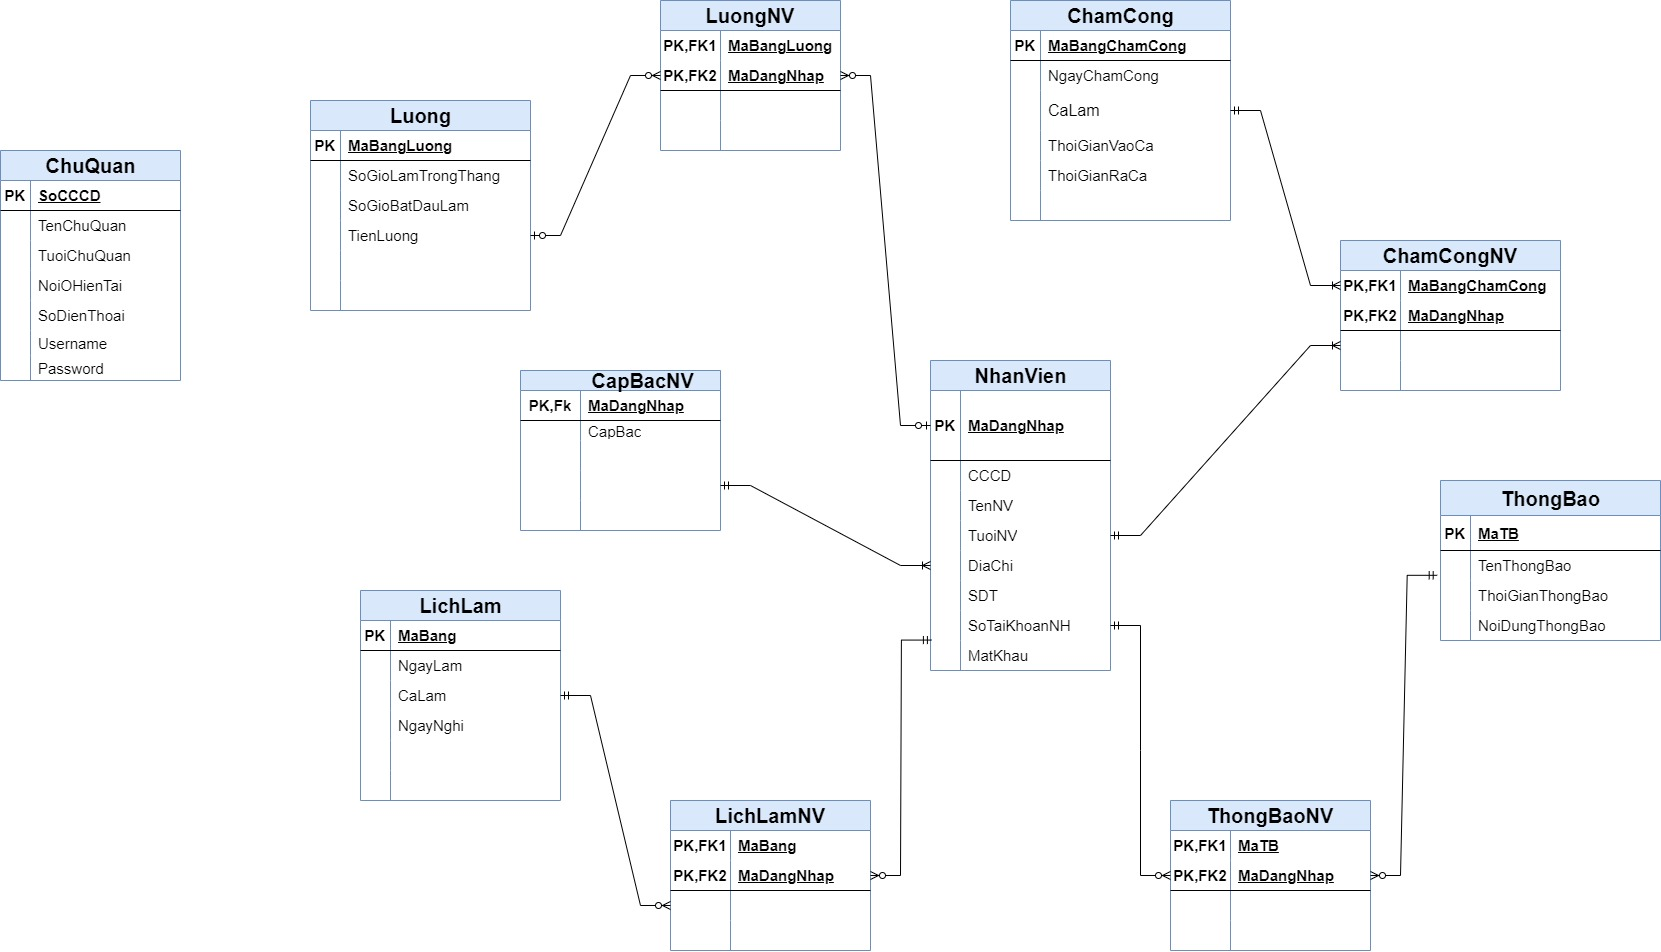 LuongNV
PK,FK1 MaBangLuong
PK,FK2 MaDangNhap
ChamCong
PK MaBangChamCong
NgayChamCong
CaLam
ThoiGianVaoCa
ThoiGianRaCa
Luong
PK MaBangLuong
SoGioLamTrongThang
SoGioBatDauLam
TienLuong
ChuQuan
PK SoCCCD
TenChuQuan
TuoiChuQuan
NoiOHienTai
SoDienThoai
Username
Password
ChamCongNV
PK,FK1 MaBangChamCong
PK,FK2 MaDangNhap
CapBacNV
PK,Fk MaDangNhap
CapBac
NhanVien
PK MaDangNhap
CCCD
TenNV
TuoiNV
DiaChi
SDT
SoTaiKhoanNH
MatKhau
ThongBao
PK MaTB
TenThongBao
ThoiGianThongBao
NoiDungThongBao
LichLam
PK MaBang
NgayLam
CaLam
NgayNghi
LichLamNV
PK,FK1 MaBang
PK,FK2 MaDangNhap
ThongBaoNV
PK,FK1 MaTB
PK,FK2 MaDangNhap